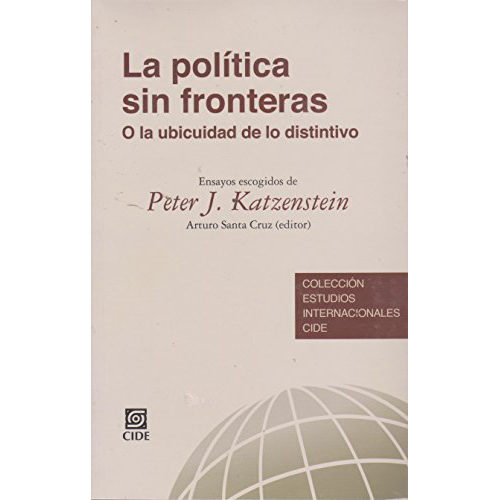 La política
sin fronteras
O la ubicuidad de lo distintivo
Ensayos escogidos de
Peter J. Katzenstein
Arturo Santa Cruz (editor)
COLECCIÓN
ESTUDIOS
INTERNACIONALES
CIDE
CIDE